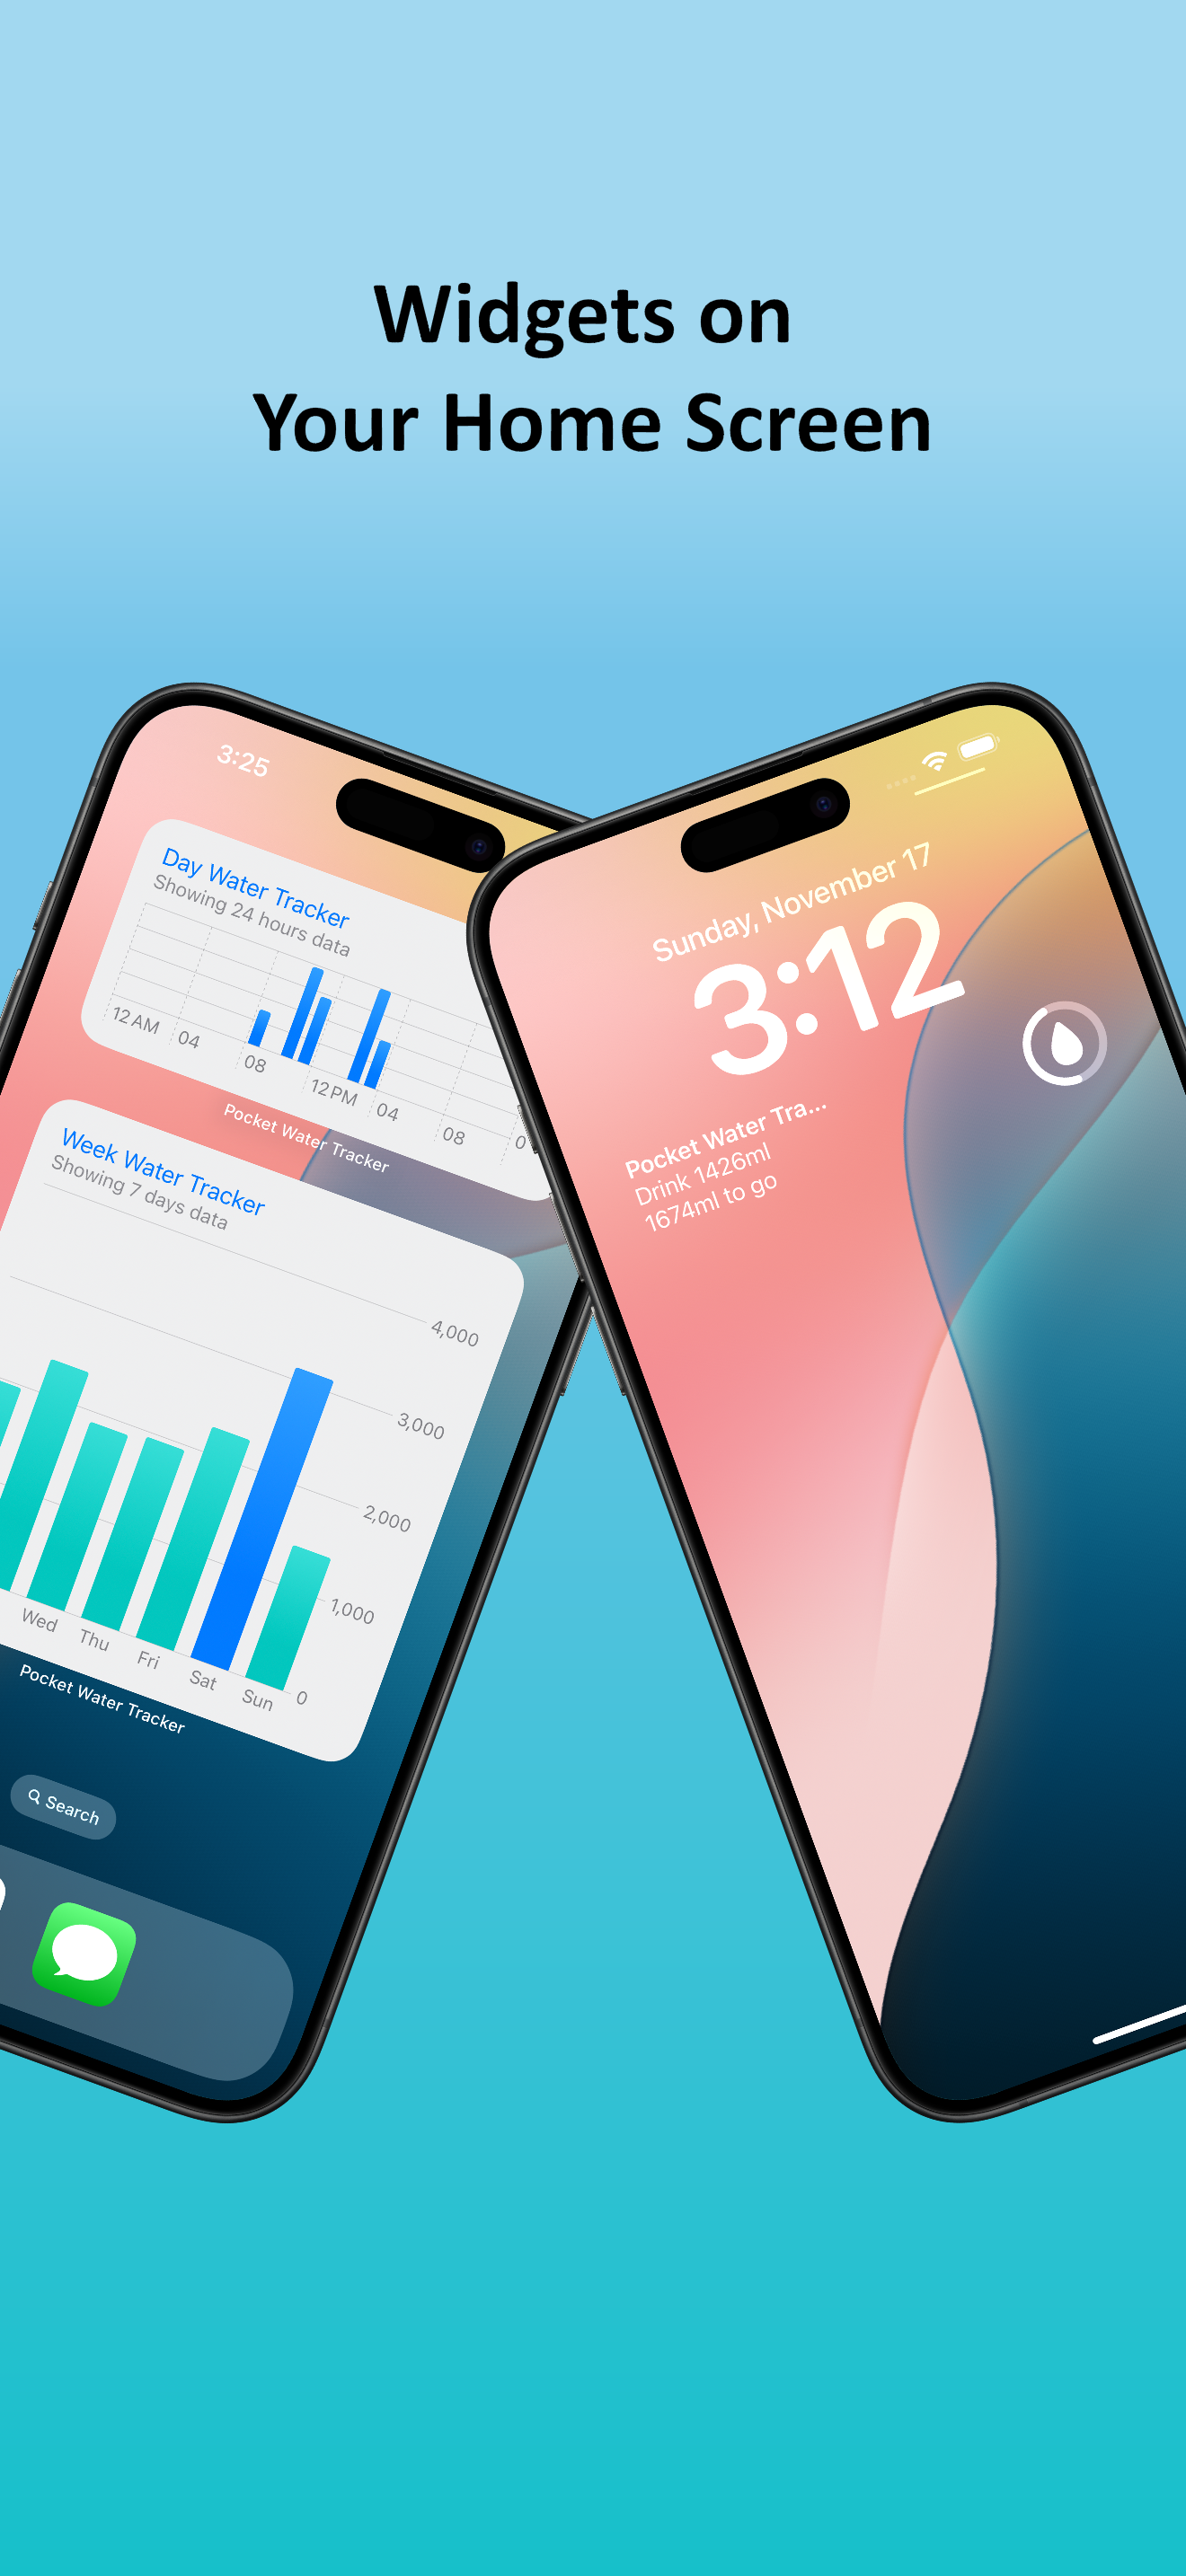 Widgets on
Your Home Screen
3:25
Day Water Tracker
Showing 24 hours data
12 AM
04
08
12 PM
04
08
Pocket Water Tracker
Week Water Tracker
Showing 7 days data
4,000
3,000
2,000
1,000
0
Wed
Thu
Fri
Sat
Sun
Pocket Water Tracker
Search
Sunday, November 17
3:12
Pocket Water Tra...
Drink 1426ml
1674ml to go